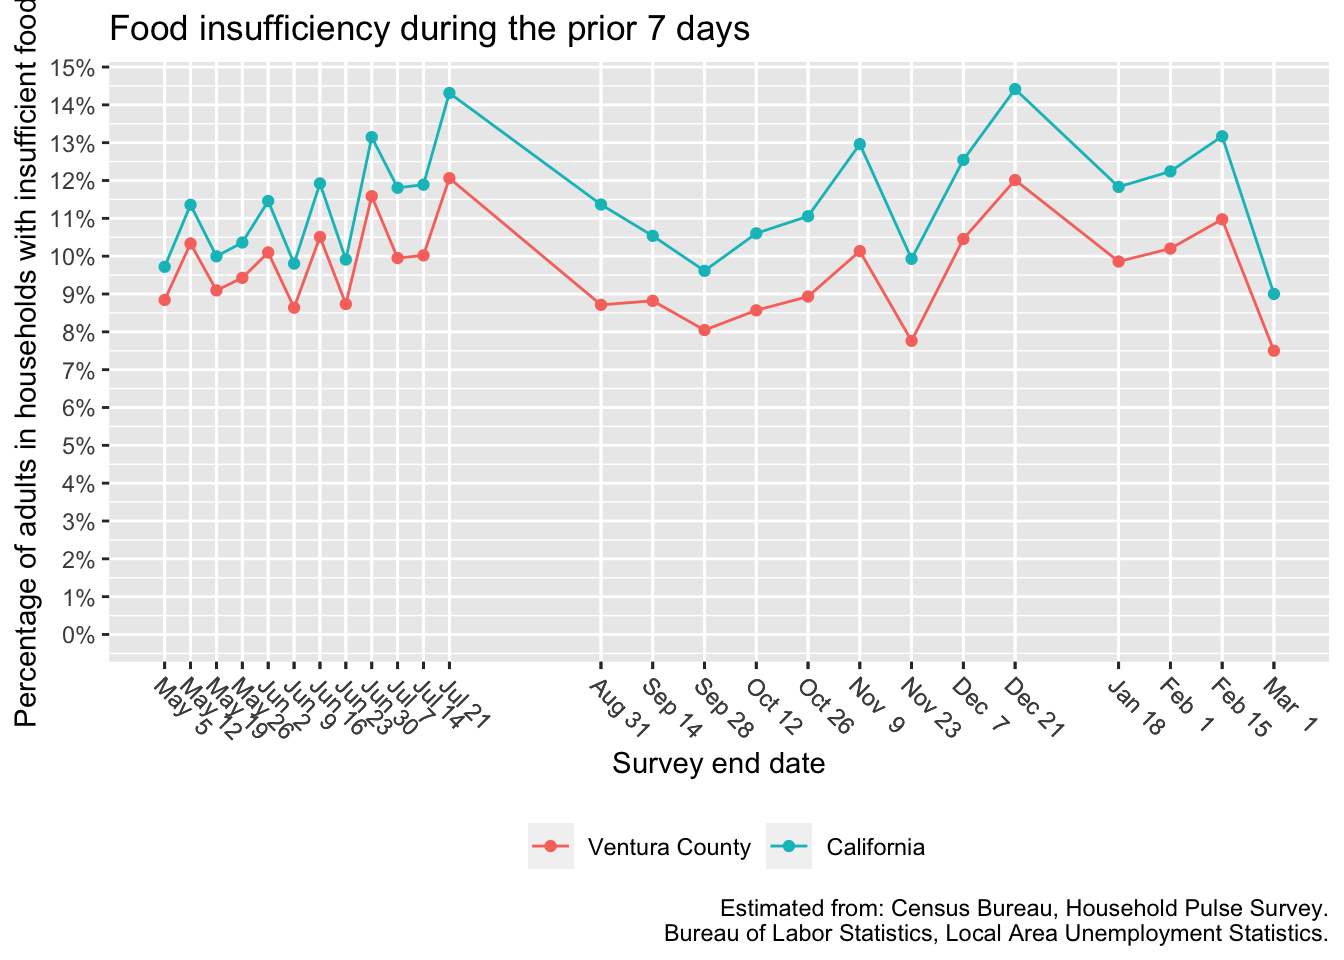 Food insufficiency during the prior 7 days
Percentage of adults in households with insufficient food
15%
14%
13%
12%
11%
10%
9%
8%
7%
6%
5%
4%
3%
2%
1%
0%
May 5
May 12
May 19
May 26
Jun 2
Jun 9
Jun 16
Jun 23
Jun 30
Jul 7
Jul 14
Jul 21
Aug 31
Sep 14
Sep 28
Oct 12
Oct 26
Nov 9
Nov 23
Dec 7
Dec 21
Jan 18
Feb 1
Feb 15
Mar 1
Survey end date
Ventura County
California
Estimated from: Census Bureau, Household Pulse Survey.
Bureau of Labor Statistics, Local Area Unemployment Statistics.